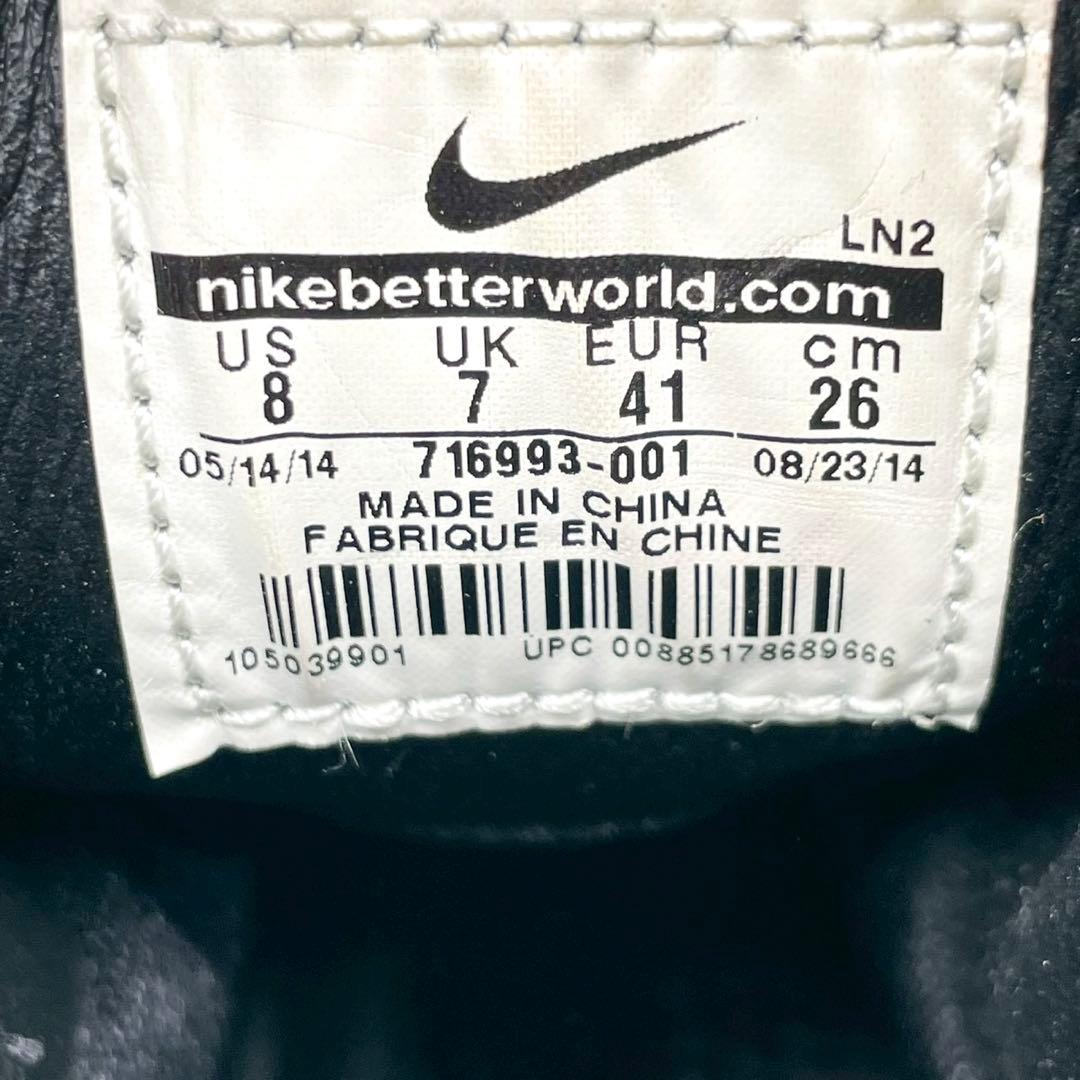 LN2
nikebetterworld.com
US UK EUR cm
8 7 41 26
05/14/14 716993-001 08/23/14
MADE IN CHINA
FABRIQUE EN CHINE
105039901 UPC 00885178689666